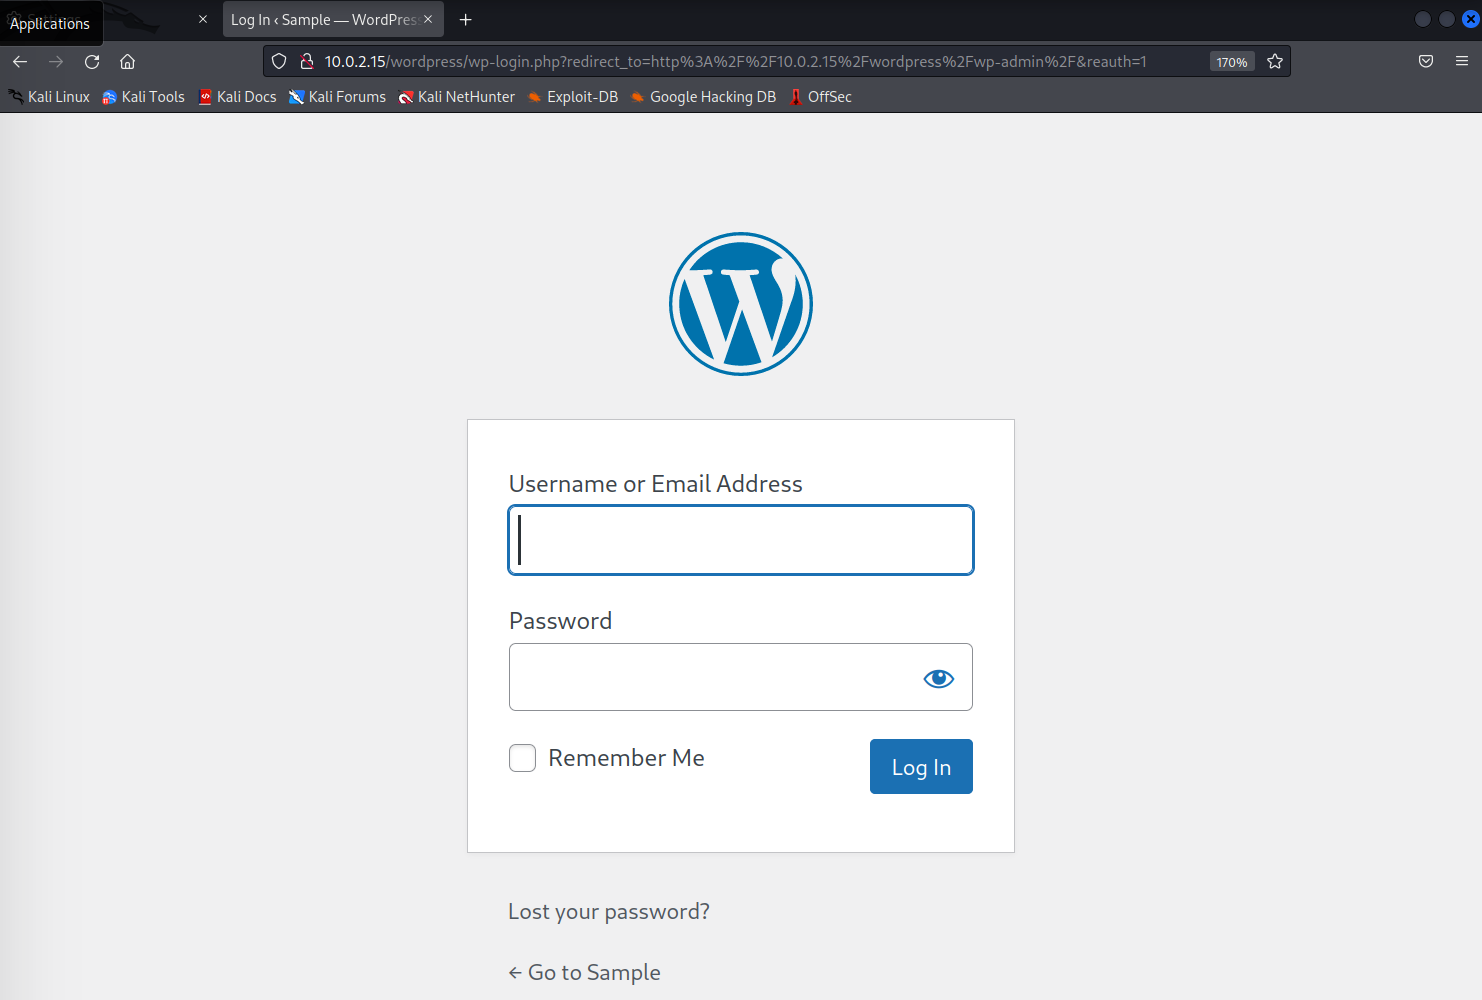 Applications
Log In ‹ Sample — WordPres
10.0.2.15/wordpress/wp-login.php?redirect_to=http%3A%2F%2F10.0.2.15%2Fwordpress%2Fwp-admin%2F&reauth=1
170%
Kali Linux Kali Tools Kali Docs Kali Forums Kali NetHunter Exploit-DB Google Hacking DB OffSec
Username or Email Address
Password
Remember Me
Log In
Lost your password?
← Go to Sample